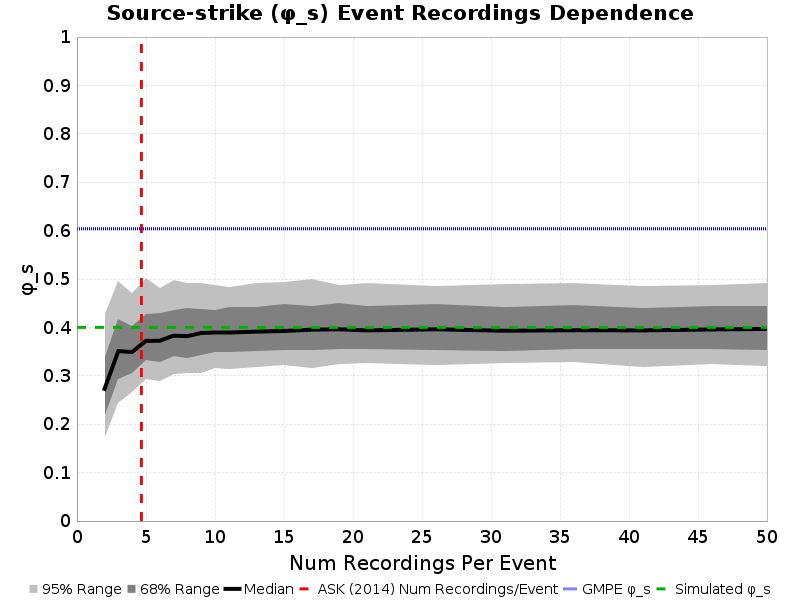 Source-strike (φ_s) Event Recordings Dependence
1
0.9
0.8
0.7
0.6
0.5
0.4
0.3
0.2
0.1
0
φ_s
0 5 10 15 20 25 30 35 40 45 50
Num Recordings Per Event
95% Range 68% Range Median ASK (2014) Num Recordings/Event GMPE φ_s Simulated φ_s